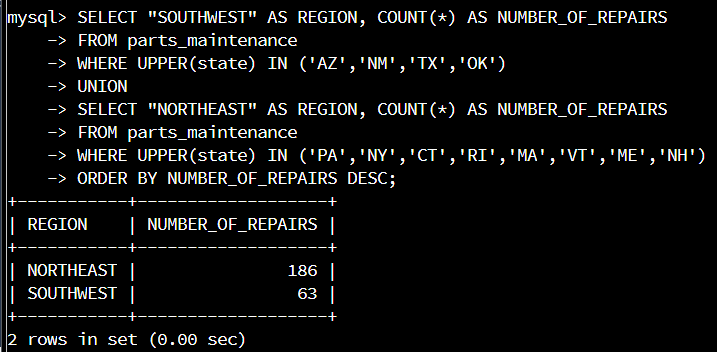 mysql> SELECT "SOUTHWEST" AS REGION, COUNT(*) AS NUMBER_OF_REPAIRS
    -> FROM parts_maintenance
    -> WHERE UPPER(state) IN ('AZ','NM','TX','OK')
    -> UNION
    -> SELECT "NORTHEAST" AS REGION, COUNT(*) AS NUMBER_OF_REPAIRS
    -> FROM parts_maintenance
    -> WHERE UPPER(state) IN ('PA','NY','CT','RI','MA','VT','ME','NH')
    -> ORDER BY NUMBER_OF_REPAIRS DESC;
+-----------+-------------------+
| REGION    | NUMBER_OF_REPAIRS |
+-----------+-------------------+
| NORTHEAST |               186 |
| SOUTHWEST |                63 |
+-----------+-------------------+
2 rows in set (0.00 sec)